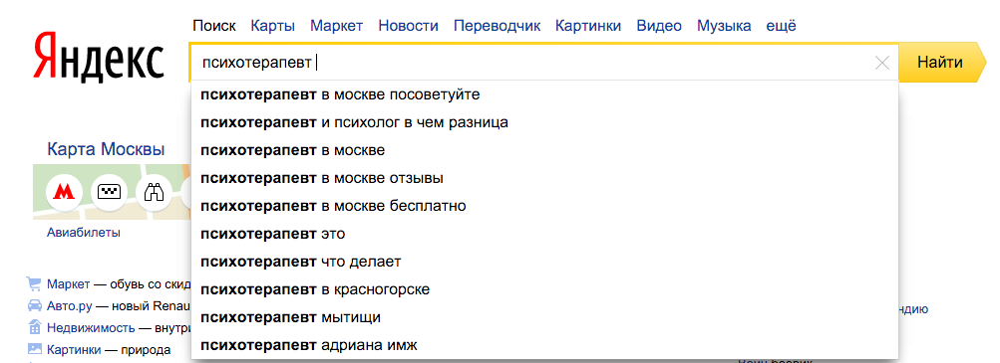 Поиск Карты Маркет Новости Переводчик Картинки Видео Музыка ещё
Яндекс
психотерапевт
Найти
психотерапевт в москве посоветуйте
психотерапевт и психолог в чем разница
психотерапевт в москве
психотерапевт в москве отзывы
психотерапевт в москве бесплатно
психотерапевт это
психотерапевт что делает
психотерапевт в красногорске
психотерапевт мытищи
психотерапевт адриана имж
Карта Москвы
Авиабилеты
Маркет — обувь со скид
Авто.ру — новый Renau
Недвижимость — внутри
Картинки — природа
ндию